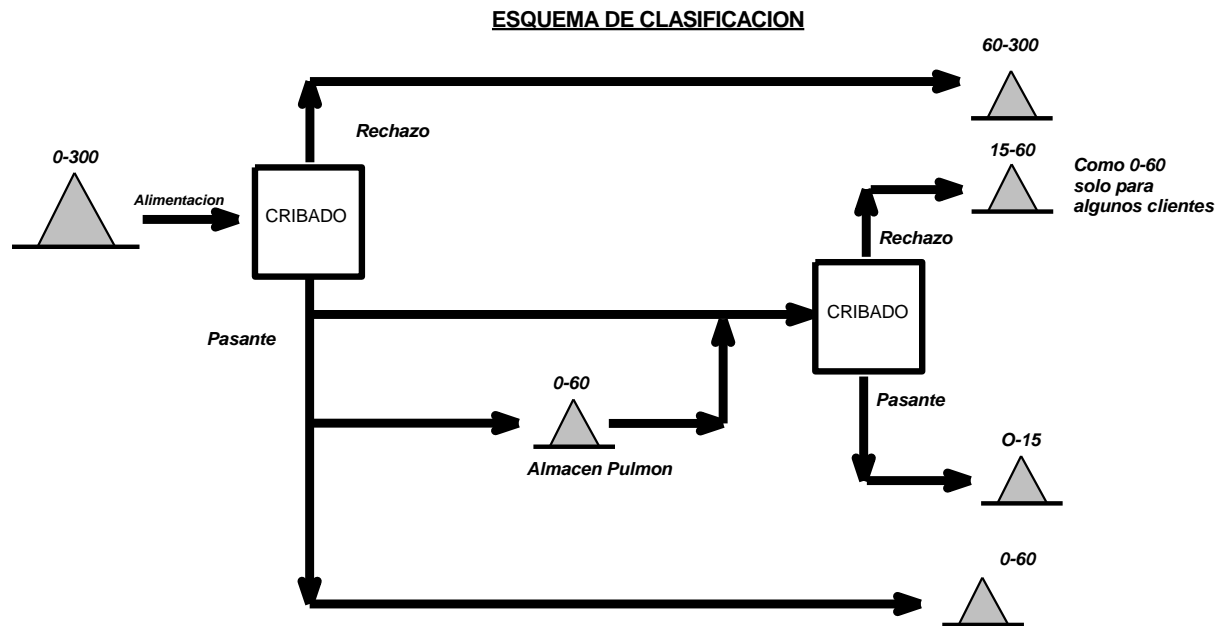 ESQUEMA DE CLASIFICACION
60-300
Rechazo
0-300
Alimentacion
CRIBADO
15-60
Como 0-60
solo para
algunos clientes
Rechazo
CRIBADO
Pasante
0-60
Almacen Pulmon
Pasante
O-15
0-60